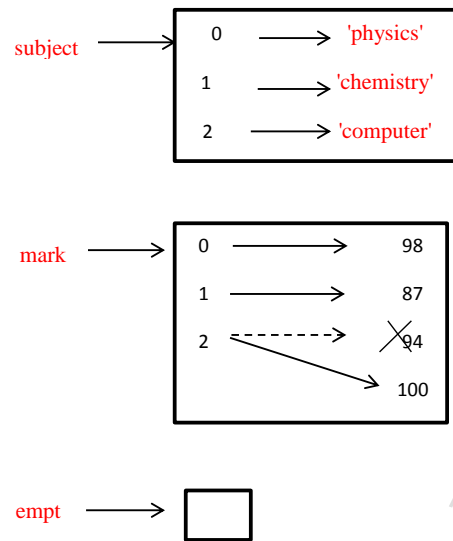 subject
0 'physics'
1 'chemistry'
2 'computer'
mark
0 98
1 87
2 94
100
empt